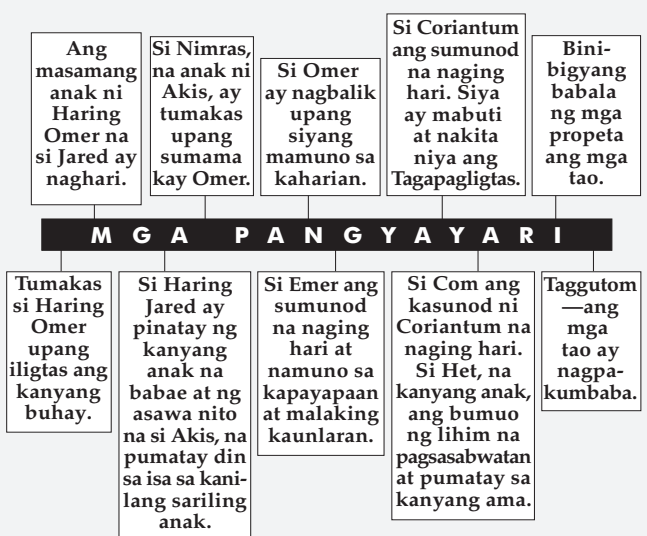 Ang
masamang
anak ni
Haring
Omer na
si Jared ay
naghari.
Si Nimras,
na anak ni
Akis, ay
tumakas
upang
sumama
kay Omer.
Si Omer
ay nagbalik
upang
siyang
mamuno sa
kaharian.
Si Coriantum
ang sumunod
na naging
hari. Siya
ay mabuti
at nakita
niya ang
Tagapagligtas.
Bini-
bigyang
babala
ng mga
propeta
ang mga
tao.
MGA PANGYAYARI
Tumakas
si Haring
Omer
upang
iligtas ang
kanyang
buhay.
Si Haring
Jared ay
pinatay ng
kanyang
anak na
babae at ng
asawa nito
na si Akis, na
pumatay din
sa isa sa kani-
lang sariling
anak.
Si Emer ang
sumunod
na naging
hari at
namuno sa
kapayapaan
at malaking
kaunlaran.
Si Com ang
kasunod ni
Coriantum na
naging hari.
Si Het, na
kanyang anak,
ang bumuo
ng lihim na
pagsasabwatan
at pumatay sa
kanyang ama.
Taggutom
—ang
mga
tao ay
nagpa-
kumbaba.